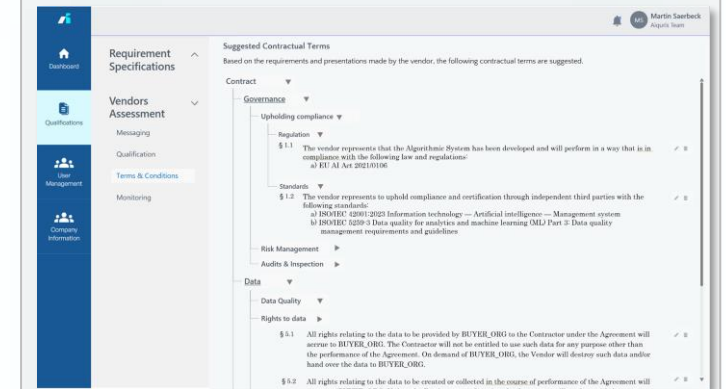 MS
Martin Saerbeck
Aiquris Team
Dashboard
Qualifications
User
Management
Company
Information
Requirement
Specifications
Vendors
Assessment
Messaging
Qualification
Terms & Conditions
Monitoring
Suggested Contractual Terms
Based on the requirements and presentations made by the vendor, the following contractual terms are suggested.
Contract
Governance
Upholding compliance
Regulation
§ 1.1 The vendor represents that the Algorithmic System has been developed and will perform in a way that is in
compliance with the following law and regulations:
a) EU AI Act 2021/0106
Standards
§ 1.2 The vendor represents to uphold compliance and certification through independent third parties with the
following standards:
a) ISO/IEC 42001:2023 Information technology — Artificial intelligence — Management system
b) ISO/IEC 5259-3 Data quality for analytics and machine learning (ML) Part 3: Data quality
management requirements and guidelines
Risk Management
Audits & Inspection
Data
Data Quality
Rights to data
§ 5.1 All rights relating to the data to be provided by BUYER_ORG to the Contractor under the Agreement will
accrue to BUYER_ORG. The Contractor will not be entitled to use such data for any purpose other than
the performance of the Agreement. On demand of BUYER_ORG, the Vendor will destroy such data and/or
hand over the data to BUYER_ORG.
§ 5.2 All rights relating to the data to be created or collected in the course of performance of the Agreement will